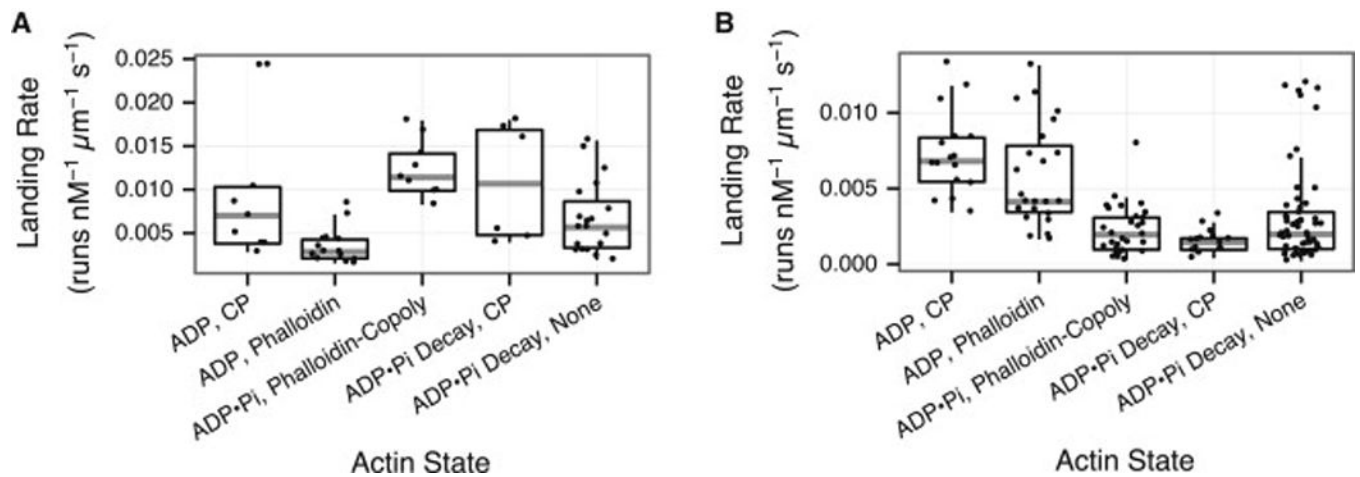 A
Landing Rate
(runs nM⁻¹ µm⁻¹ s⁻¹)
0.025
0.020
0.015
0.010
0.005
ADP, CP
ADP, Phalloidin
ADP•Pi, Phalloidin-Copoly
ADP•Pi Decay, CP
ADP•Pi Decay, None
Actin State
B
Landing Rate
(runs nM⁻¹ µm⁻¹ s⁻¹)
0.010
0.005
0.000
ADP, CP
ADP, Phalloidin
ADP•Pi, Phalloidin-Copoly
ADP•Pi Decay, CP
ADP•Pi Decay, None
Actin State